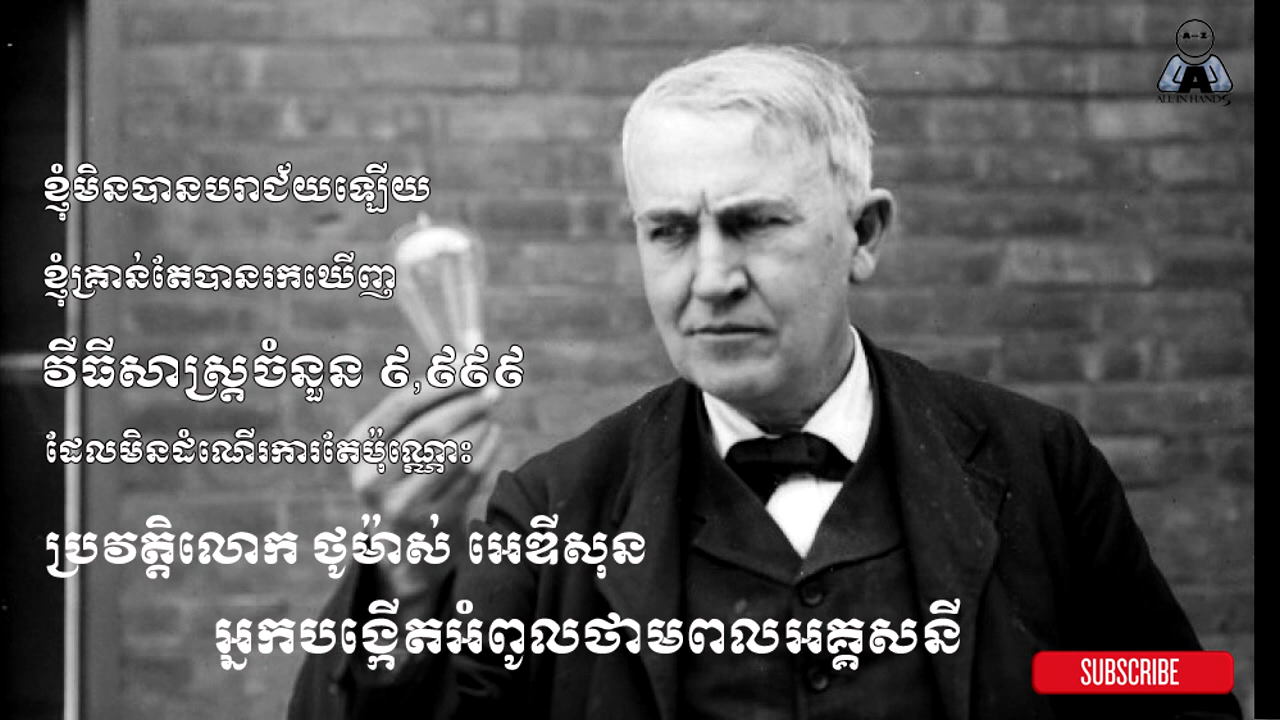 A-Z
A
ALL IN HANDS
ខ្ញុំមិនបានបរាជ័យឡើយ
ខ្ញុំគ្រាន់តែបានរកឃើញ
វីធីសាស្ត្រចំនួន ៩,៩៩៩
ដែលមិនដំណើរការតែប៉ុណ្ណោះ
ប្រវត្តិលោក ថូម៉ាស់ អេឌីសុន
អ្នកបង្កើតអំពូលថាមពលអគ្គសនី
SUBSCRIBE